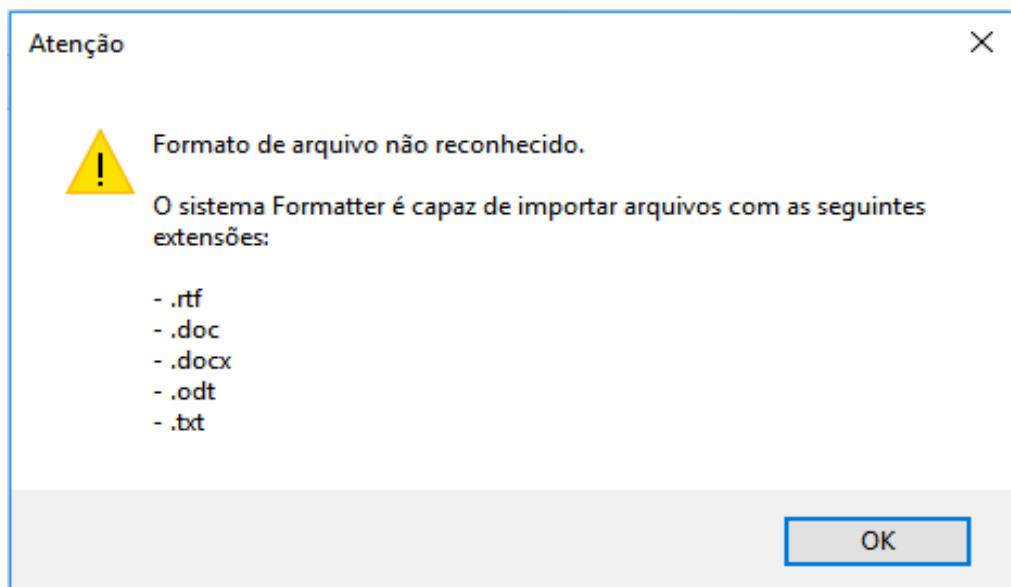 Atenção
Formato de arquivo não reconhecido.
O sistema Formatter é capaz de importar arquivos com as seguintes
extensões:
- .rtf
- .doc
- .docx
- .odt
- .txt
OK